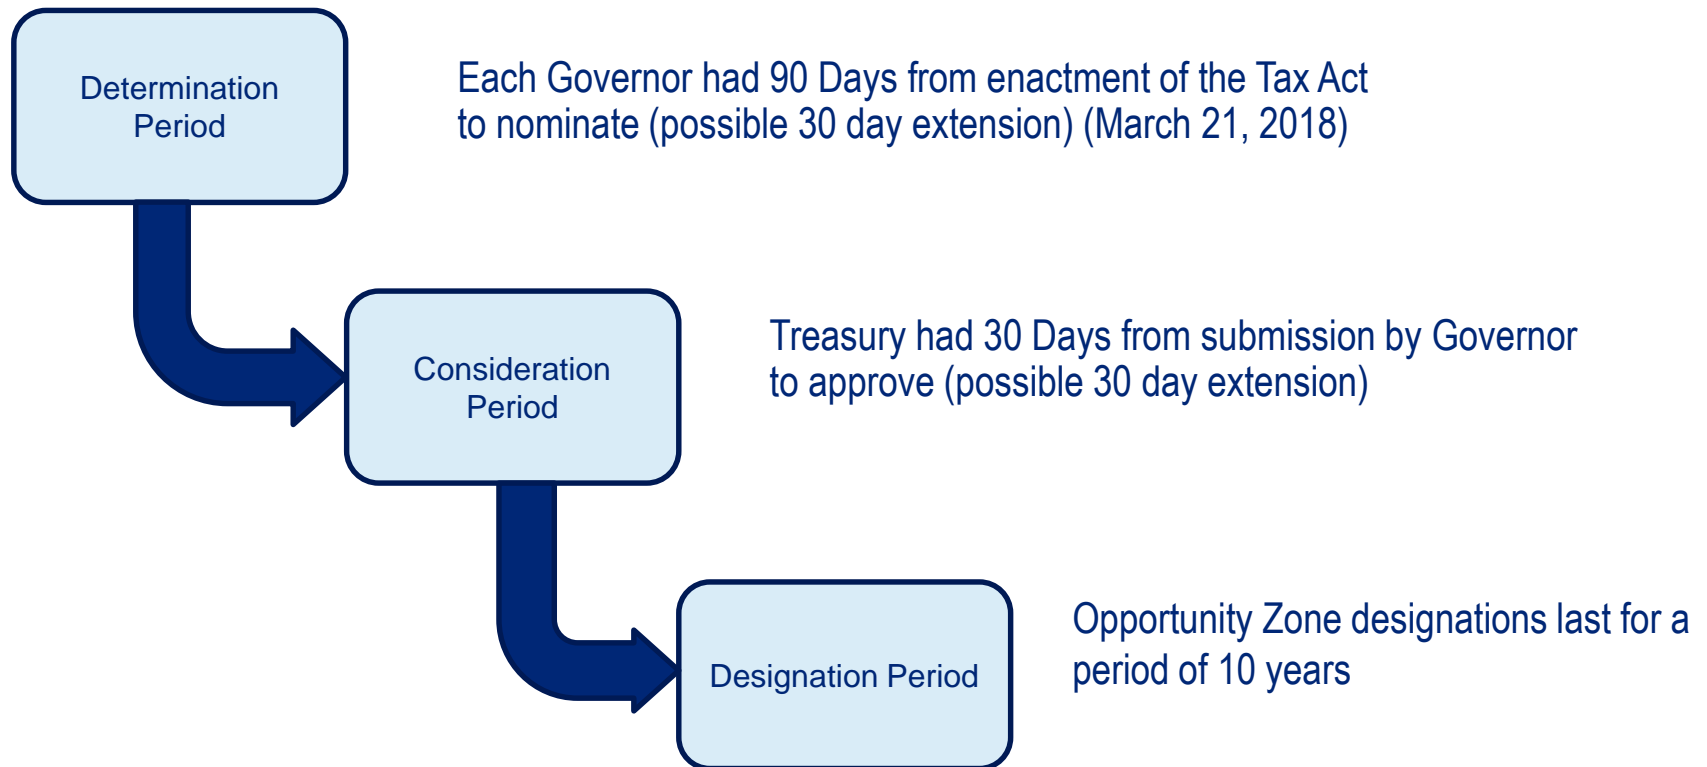 Determination
Period
Each Governor had 90 Days from enactment of the Tax Act
to nominate (possible 30 day extension) (March 21, 2018)
Consideration
Period
Treasury had 30 Days from submission by Governor
to approve (possible 30 day extension)
Designation Period
Opportunity Zone designations last for a
period of 10 years